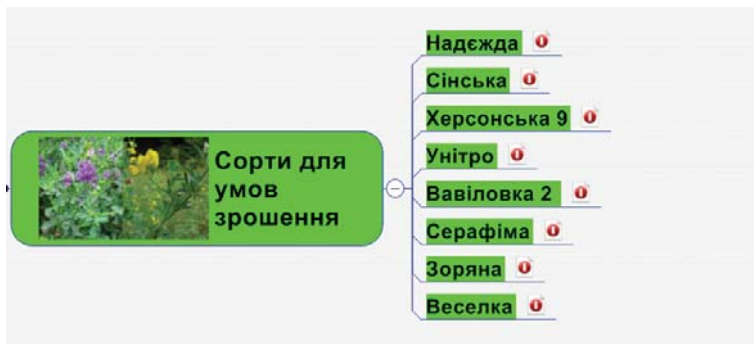 Сорти для
умов
зрошення
Надєжда
Сінська
Херсонська 9
Унітро
Вавіловка 2
Серафіма
Зоряна
Веселка